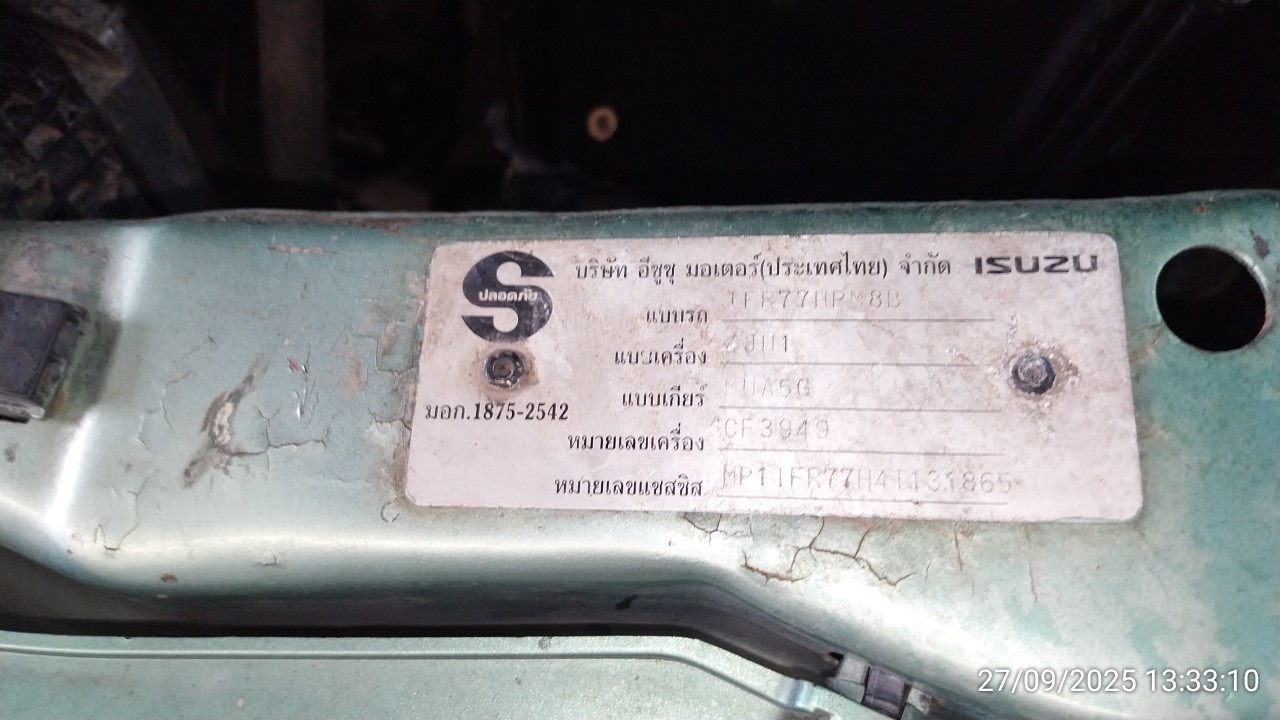 บริษัท อีซูซุ มอเตอร์(ประเทศไทย) จำกัด ISUZU
ปลอดภัย
แบบรถ TFR77HPM8B
แบบเครื่อง 4JH1
แบบเกียร์ MUA5G
มอก.1875-2542
หมายเลขเครื่อง CF3949
หมายเลขแชสซิส
27/09/2025 13:33:10